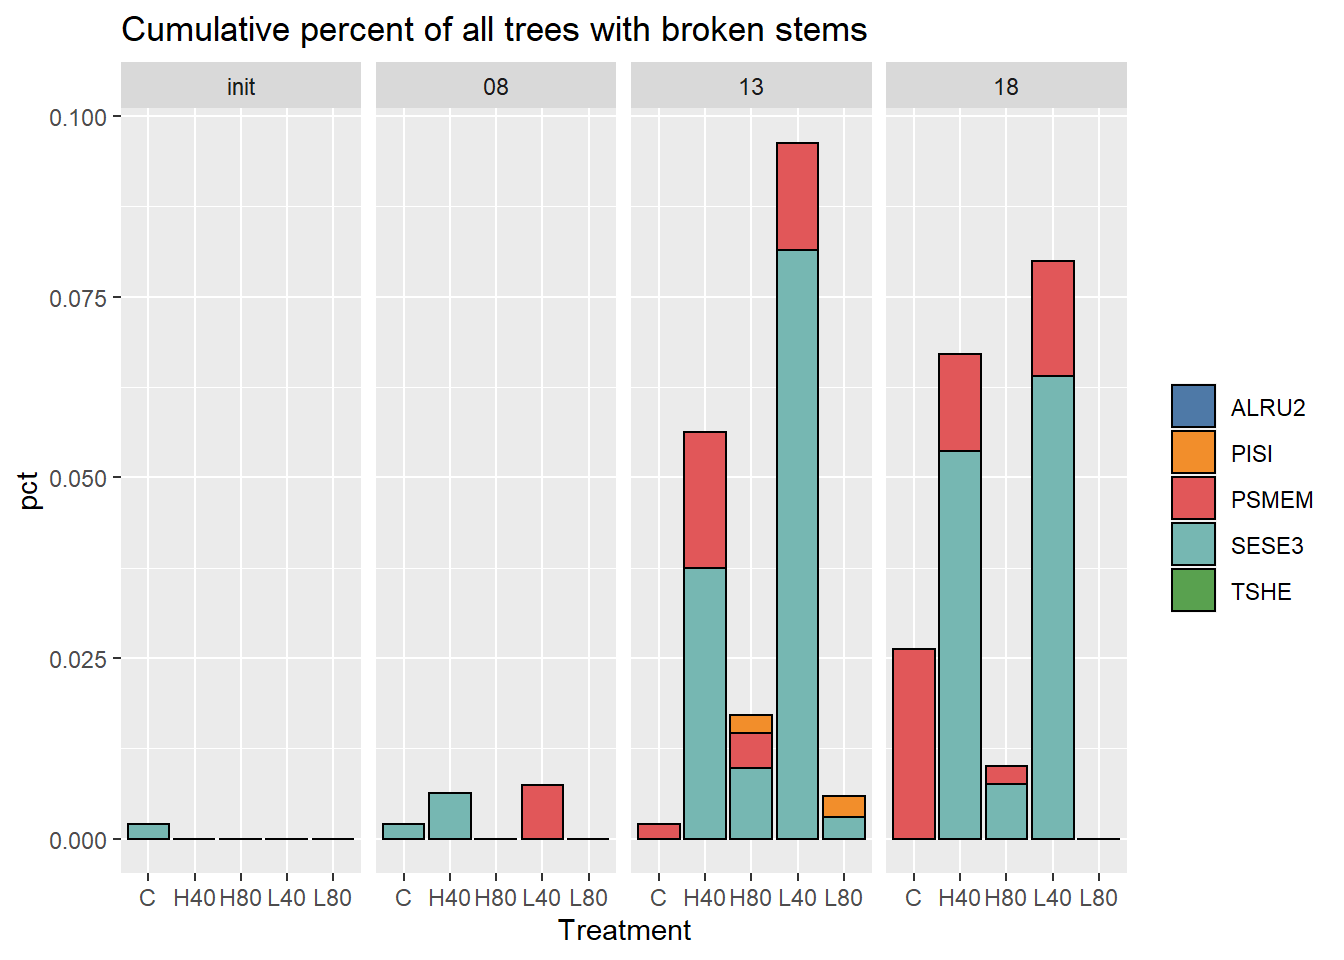 Cumulative percent of all trees with broken stems
init 08 13 18
0.100
0.075
0.050
0.025
0.000
pct
C H40 H80 L40 L80 C H40 H80 L40 L80 C H40 H80 L40 L80 C H40 H80 L40 L80
Treatment
ALRU2
PISI
PSMEM
SESE3
TSHE